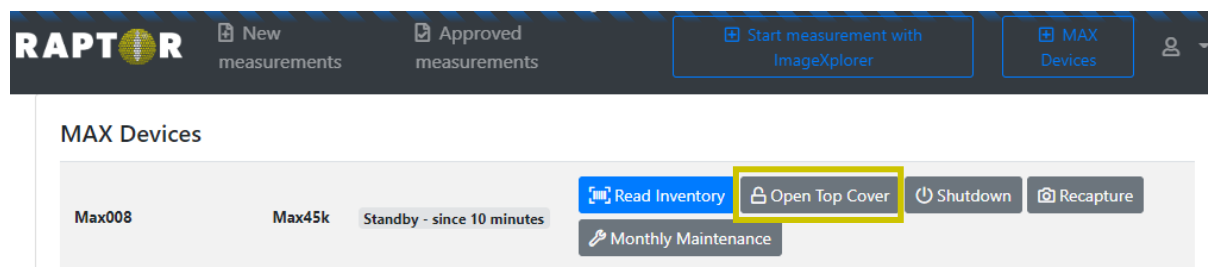 RAPTOR
New
measurements
Approved
measurements
Start measurement with
ImageXplorer
MAX
Devices
MAX Devices
Max008
Max45k
Standby - since 10 minutes
Read Inventory
Open Top Cover
Shutdown
Recapture
Monthly Maintenance